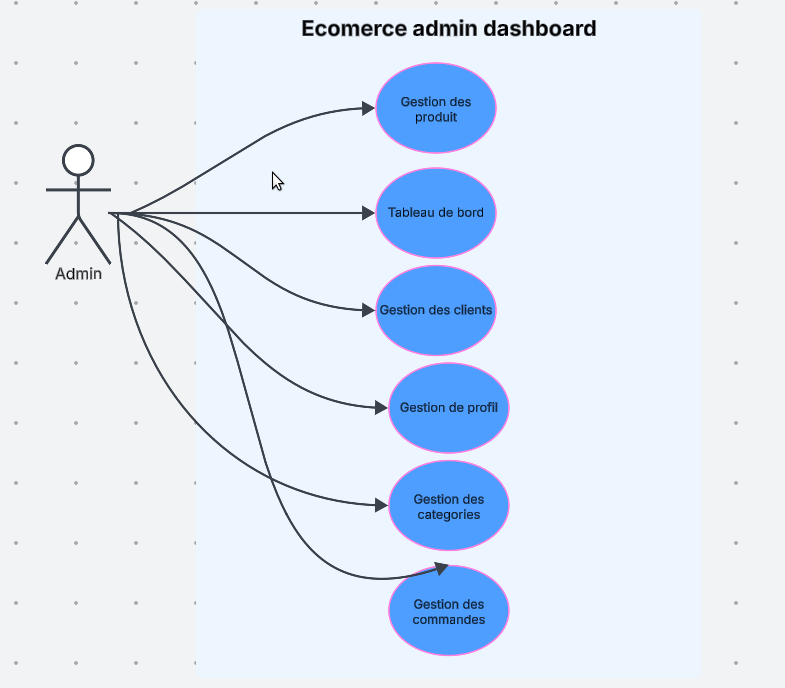 Ecomerce admin dashboard
Gestion des
produit
Tableau de bord
Admin
Gestion des clients
Gestion de profil
Gestion des
categories
Gestion des
commandes